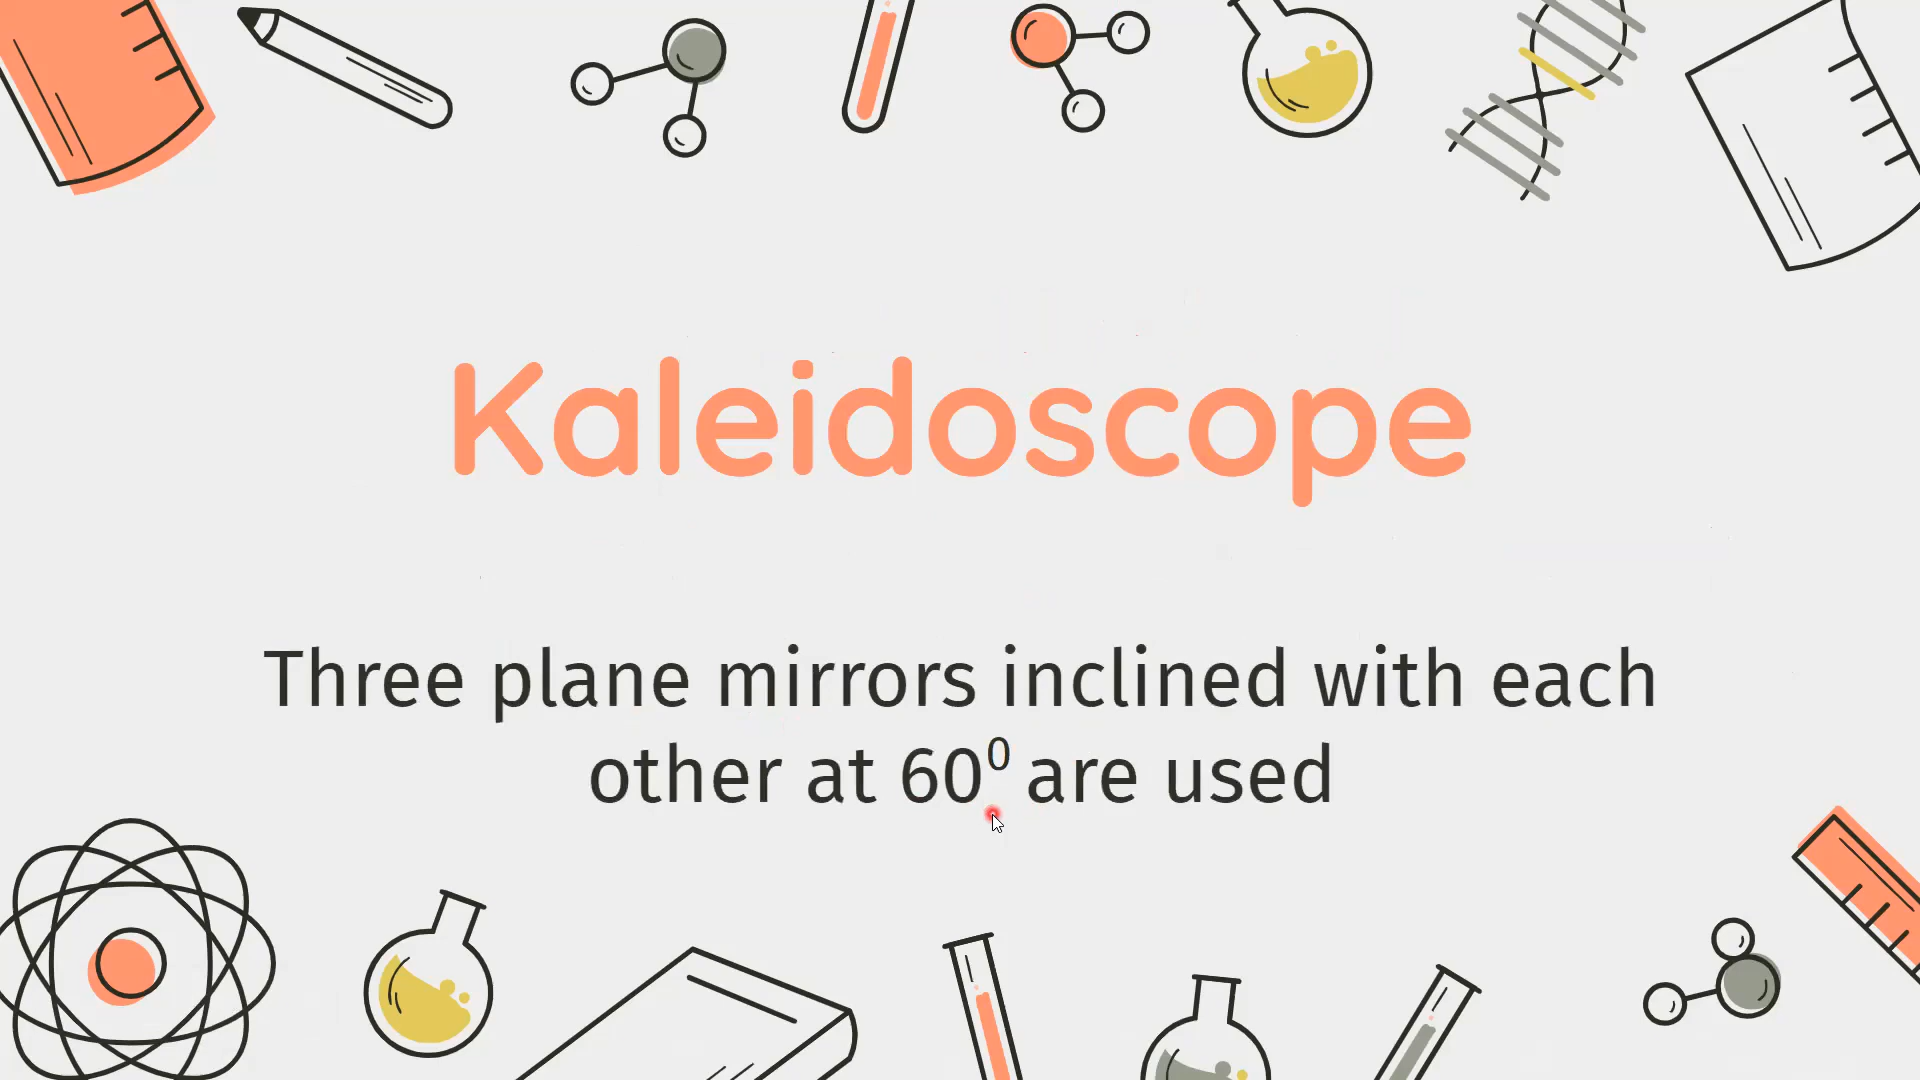 Kaleidoscope
Three plane mirrors inclined with each
other at 60⁰ are used